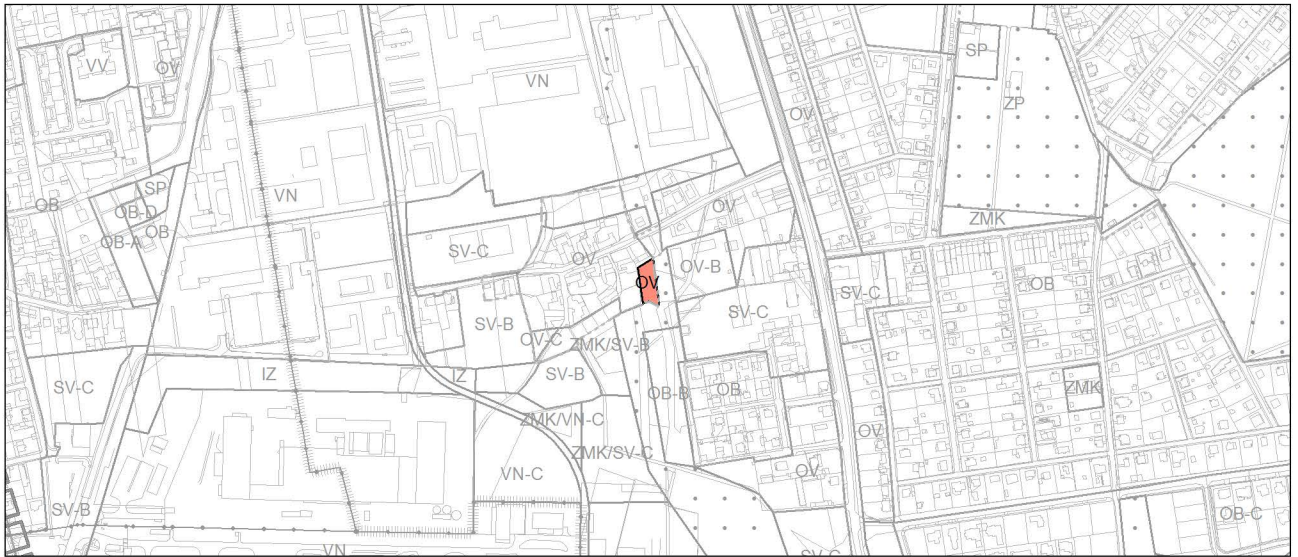 SP
VV
OV
VN
ZP
OV
SP
VN
OB
OB-D
OV
OB
ZMK
OB-A
SV-C
OV
OV-B
OB
OV
SV-C
SV-B
SV-C
OV-C
ZMK/SV-B
IZ
IZ
SV-B
SV-C
OB-B
OB
ZMK
ZMK/VN-C
OV
ZMK/SV-C
VN-C
OV
SV-B
OB-C
VN
SV-C